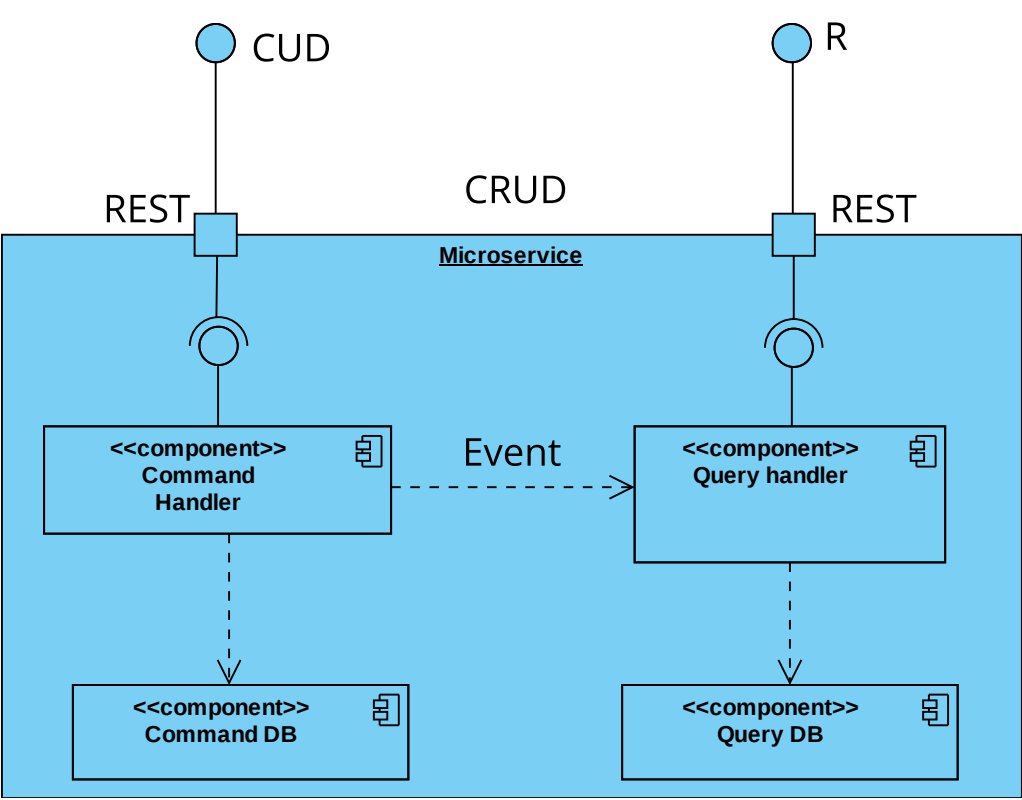 CUD
R
REST
CRUD
REST
Microservice
<<component>>
Command
Handler
Event
<<component>>
Query handler
<<component>>
Command DB
<<component>>
Query DB